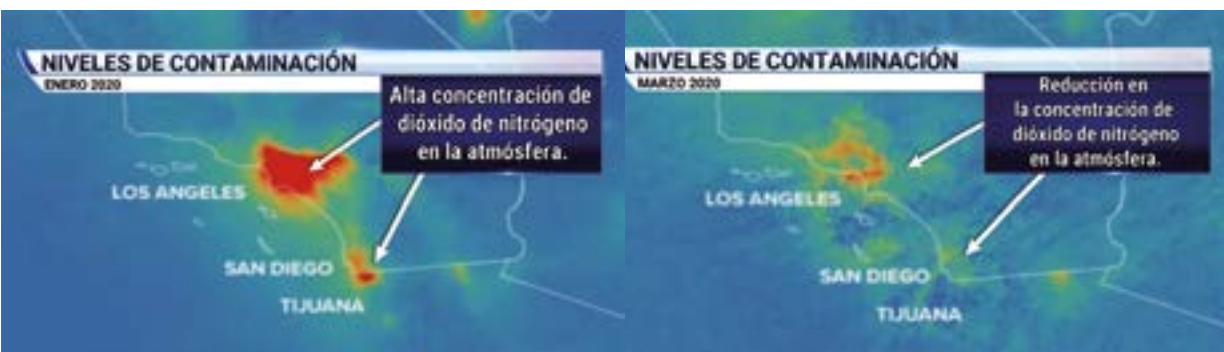 NIVELES DE CONTAMINACIÓN
ENERO 2020
Alta concentración de
dióxido de nitrógeno
en la atmósfera.
LOS ANGELES
SAN DIEGO
TIJUANA
NIVELES DE CONTAMINACIÓN
MARZO 2020
Reducción en
la concentración de
dióxido de nitrógeno
en la atmósfera.
LOS ANGELES
SAN DIEGO
TIJUANA